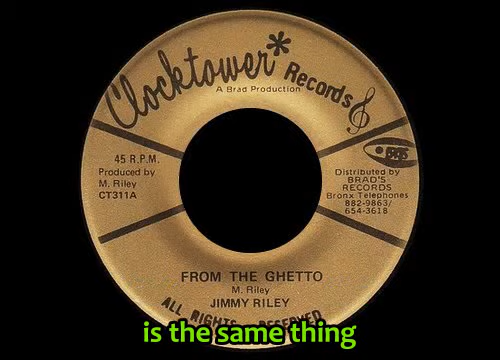 Clocktower* Records
A Brad Production
45 R.P.M.
Produced by
M. Riley
CT311A
Distributed by
BRAD'S
RECORDS
Bronx Telephones
882-9863/
654-3618
FROM THE GHETTO
M. Riley
JIMMY RILEY
ALL RIGHTS RESERVED
is the same thing